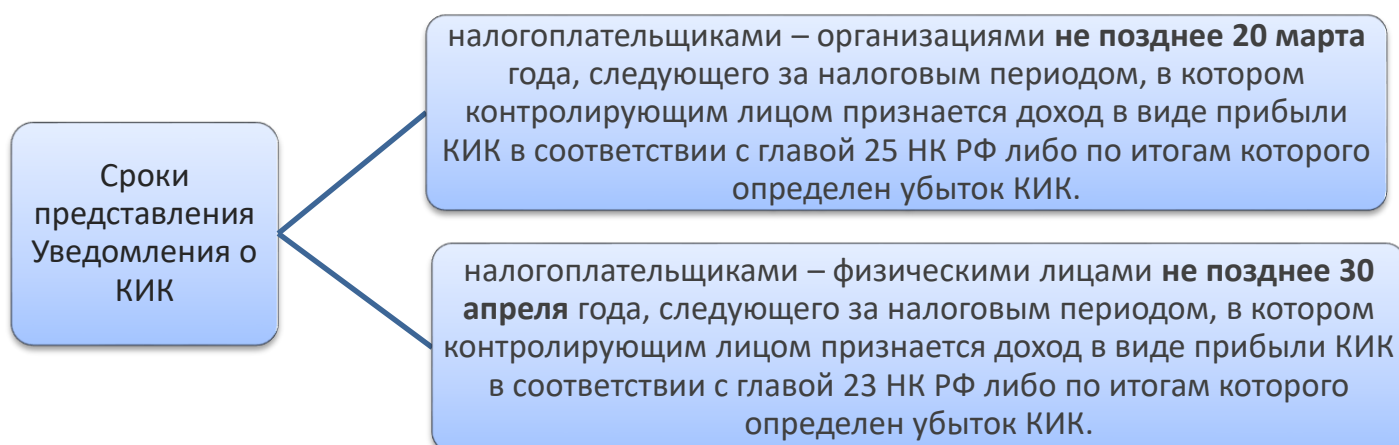 Сроки
представления
Уведомления о
КИК
налогоплательщиками – организациями не позднее 20 марта
года, следующего за налоговым периодом, в котором
контролирующим лицом признается доход в виде прибыли
КИК в соответствии с главой 25 НК РФ либо по итогам которого
определен убыток КИК.
налогоплательщиками – физическими лицами не позднее 30
апреля года, следующего за налоговым периодом, в котором
контролирующим лицом признается доход в виде прибыли КИК
в соответствии с главой 23 НК РФ либо по итогам которого
определен убыток КИК.